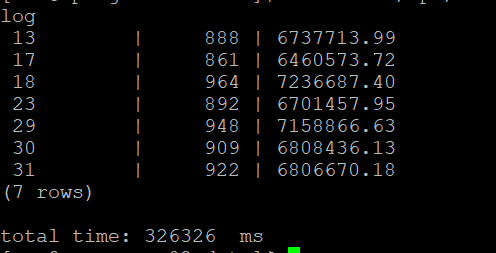 log
13 | 888 | 6737713.99
17 | 861 | 6460573.72
18 | 964 | 7236687.40
23 | 892 | 6701457.95
29 | 948 | 7158866.63
30 | 909 | 6808436.13
31 | 922 | 6806670.18
(7 rows)
total time: 326326 ms